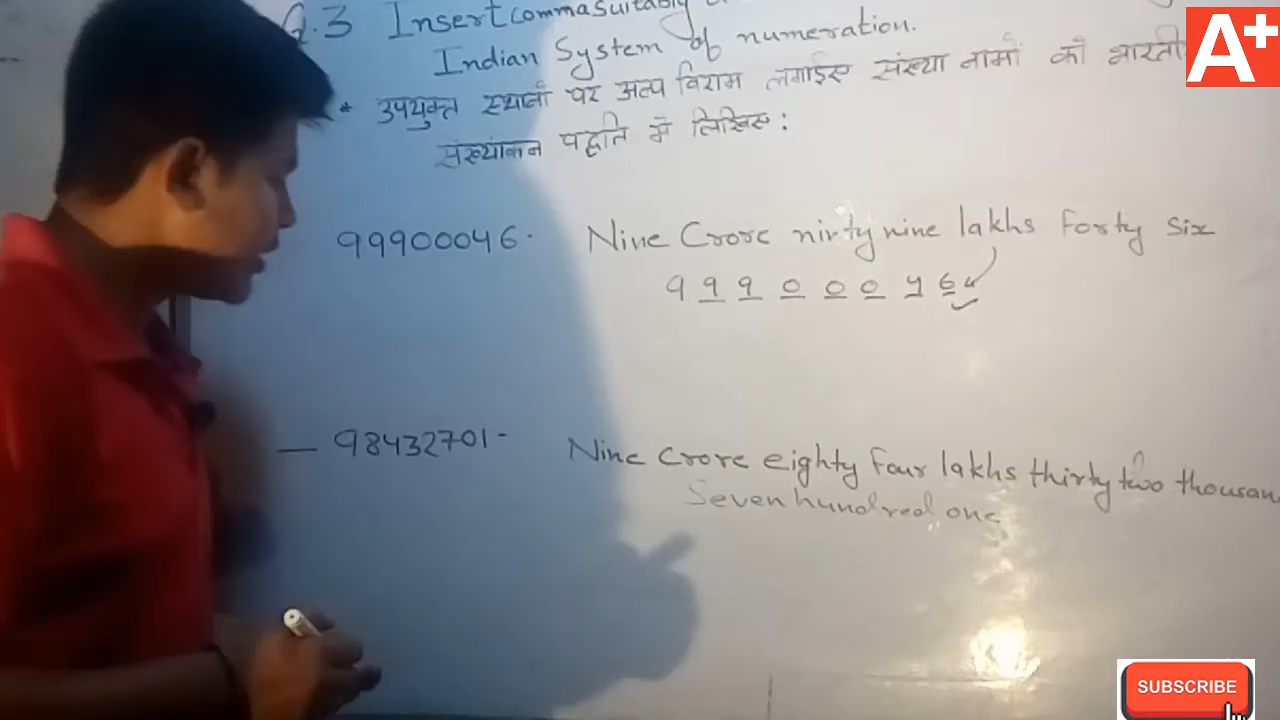 Q.3 Insert comma suitably
Indian System of numeration.
* उपयुक्त स्थानों पर अल्प विराम लगाईए संख्या नामों को भारती
संख्यांकन पद्धति में लिखिए:
99900046. Nine Crore ninty nine lakhs forty six
9 9 9 0 0 0 4 6
— 98432701- Nine Crore eighty four lakhs thirty two thousan
Seven hundred one
A+
SUBSCRIBE